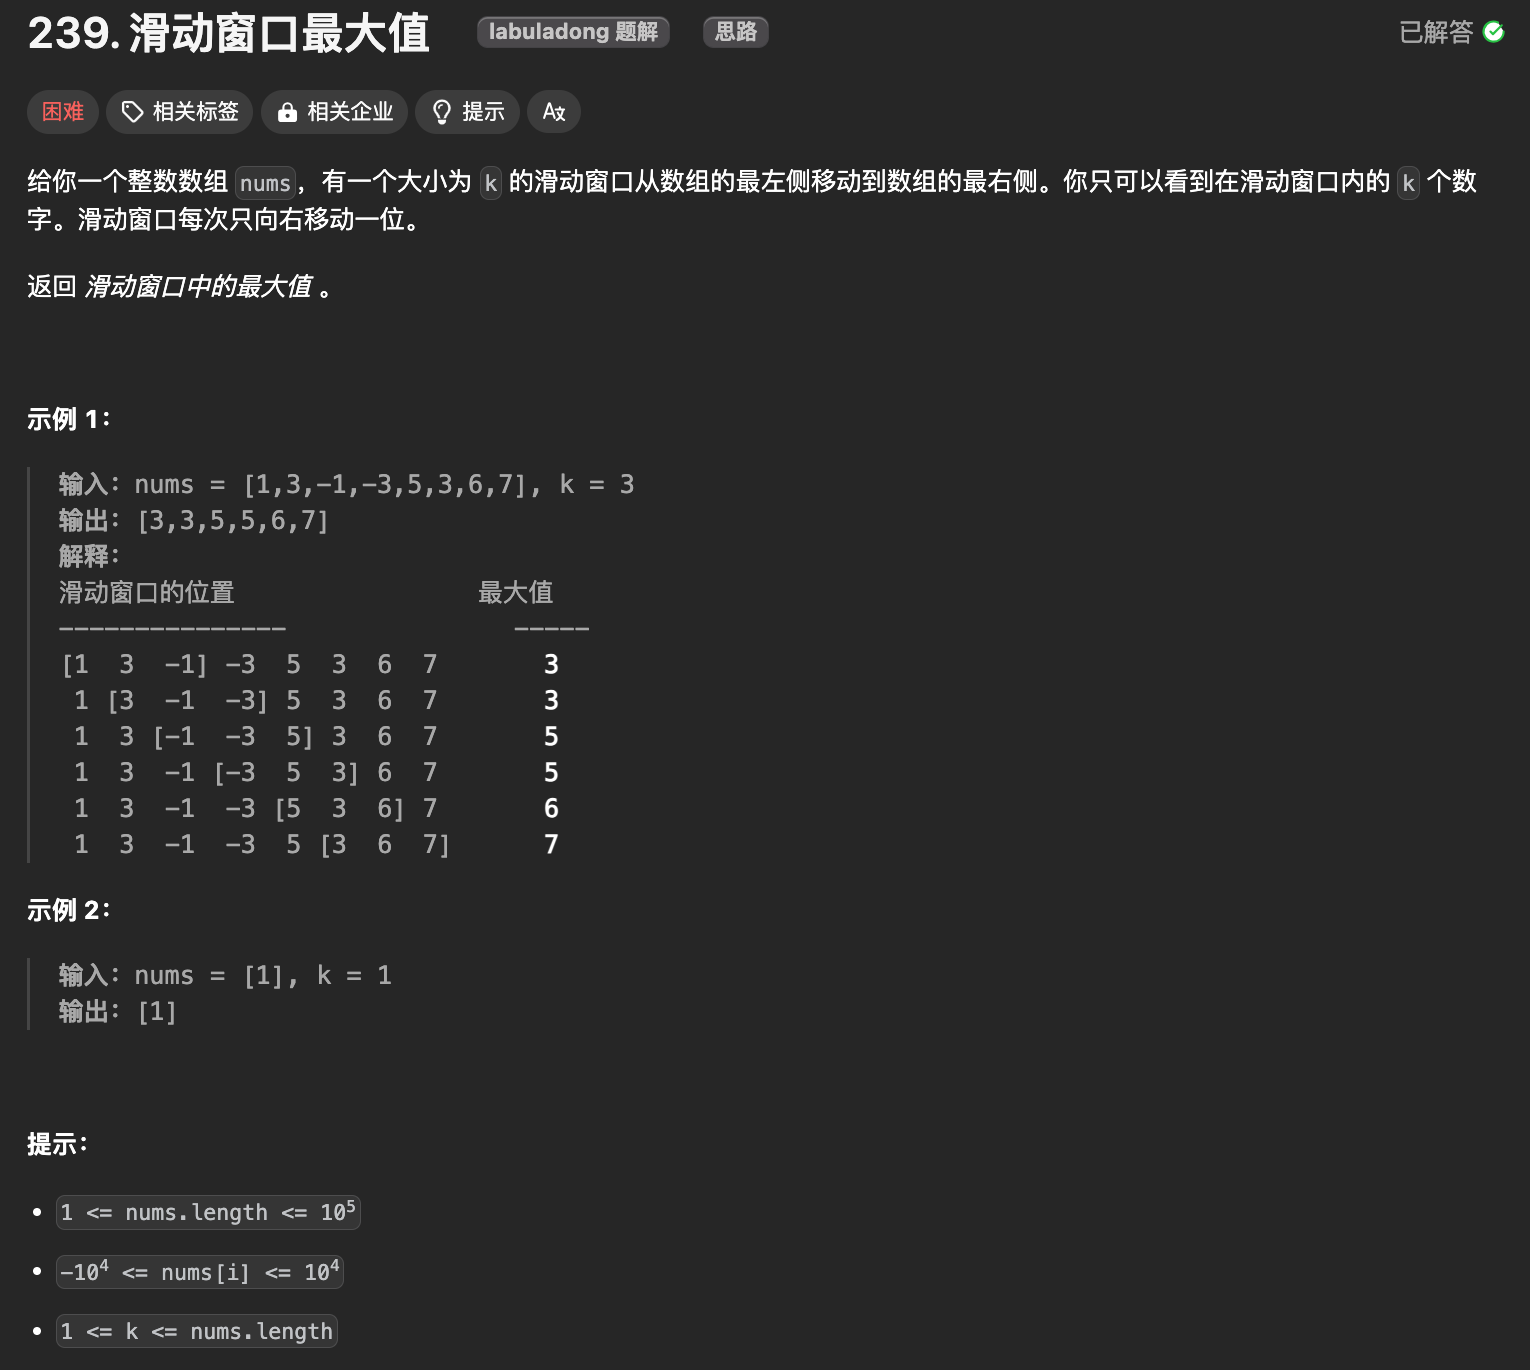 239. 滑动窗口最大值 labuladong 题解 思路 已解答
困难 相关标签 相关企业 提示
给你一个整数数组 nums，有一个大小为 k 的滑动窗口从数组的最左侧移动到数组的最右侧。你只可以看到在滑动窗口内的 k 个数
字。滑动窗口每次只向右移动一位。
返回 滑动窗口中的最大值 。
示例 1：
输入：nums = [1,3,-1,-3,5,3,6,7], k = 3
输出：[3,3,5,5,6,7]
解释：
滑动窗口的位置                最大值
---------------               -----
[1  3  -1] -3  5  3  6  7       3
 1 [3  -1  -3] 5  3  6  7       3
 1  3 [-1  -3  5] 3  6  7       5
 1  3  -1 [-3  5  3] 6  7       5
 1  3  -1  -3 [5  3  6] 7       6
 1  3  -1  -3  5 [3  6  7]      7
示例 2：
输入：nums = [1], k = 1
输出：[1]
提示：
• 1 <= nums.length <= 10⁵
• -10⁴ <= nums[i] <= 10⁴
• 1 <= k <= nums.length